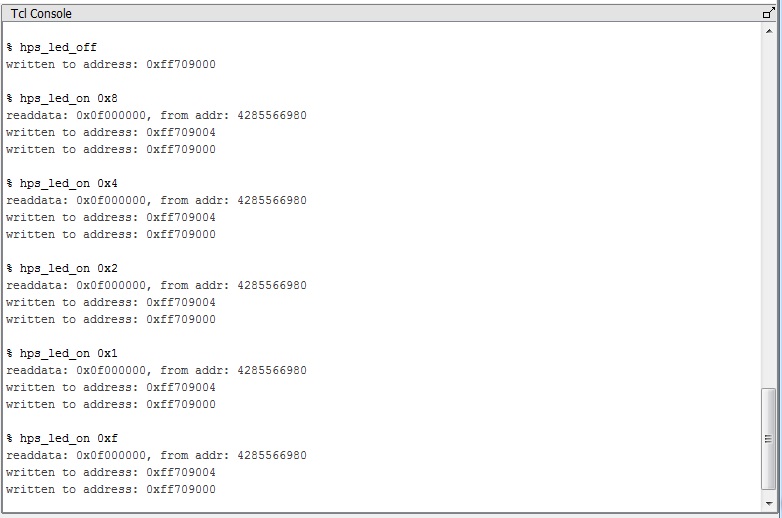 Tcl Console
% hps_led_off
written to address: 0xff709000
% hps_led_on 0x8
readdata: 0x0f000000, from addr: 4285566980
written to address: 0xff709004
written to address: 0xff709000
% hps_led_on 0x4
readdata: 0x0f000000, from addr: 4285566980
written to address: 0xff709004
written to address: 0xff709000
% hps_led_on 0x2
readdata: 0x0f000000, from addr: 4285566980
written to address: 0xff709004
written to address: 0xff709000
% hps_led_on 0x1
readdata: 0x0f000000, from addr: 4285566980
written to address: 0xff709004
written to address: 0xff709000
% hps_led_on 0xf
readdata: 0x0f000000, from addr: 4285566980
written to address: 0xff709004
written to address: 0xff709000